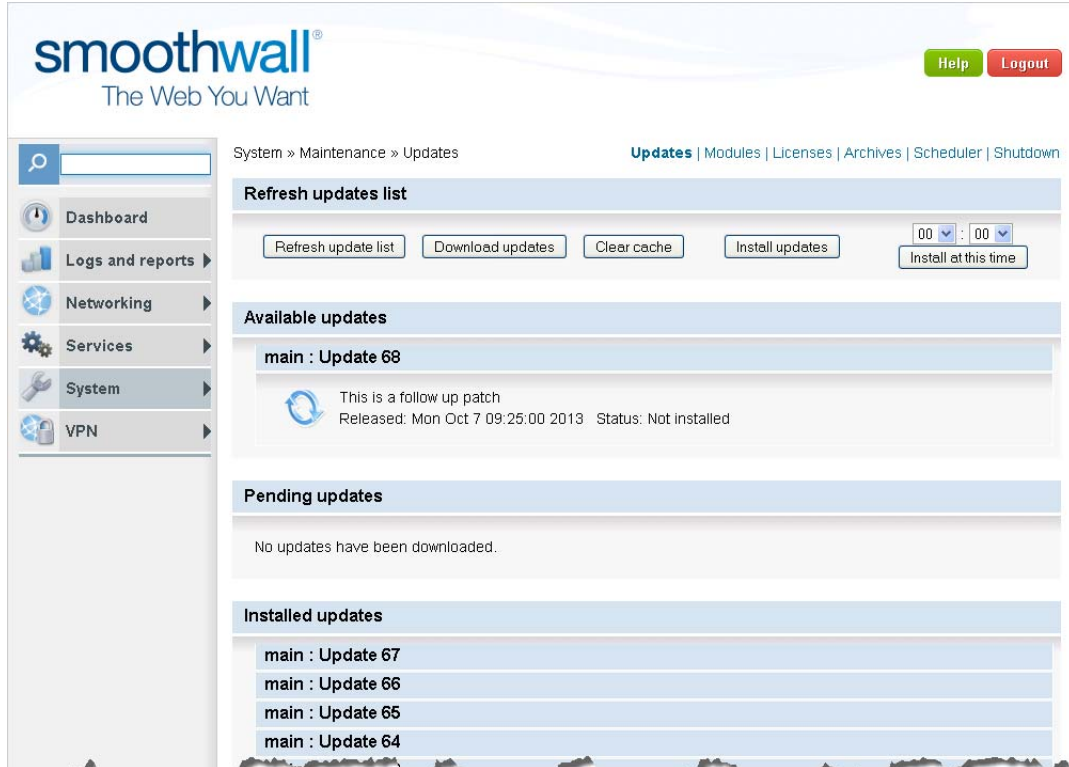 smoothwall®
The Web You Want
Help Logout
System » Maintenance » Updates
Updates | Modules | Licenses | Archives | Scheduler | Shutdown
Dashboard
Logs and reports
Networking
Services
System
VPN
Refresh updates list
Refresh update list Download updates Clear cache Install updates 00 : 00
Install at this time
Available updates
main : Update 68
This is a follow up patch
Released: Mon Oct 7 09:25:00 2013 Status: Not installed
Pending updates
No updates have been downloaded.
Installed updates
main : Update 67
main : Update 66
main : Update 65
main : Update 64